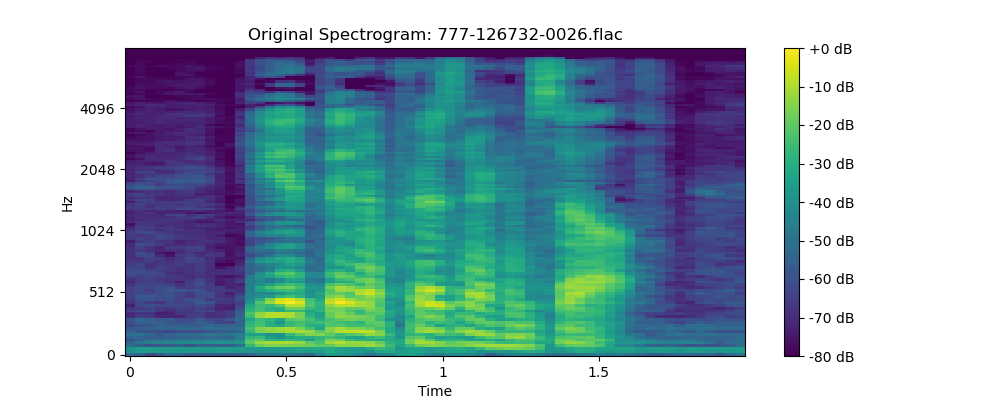 Original Spectrogram: 777-126732-0026.flac
Hz
4096
2048
1024
512
0
0 0.5 1 1.5
Time
+0 dB
-10 dB
-20 dB
-30 dB
-40 dB
-50 dB
-60 dB
-70 dB
-80 dB